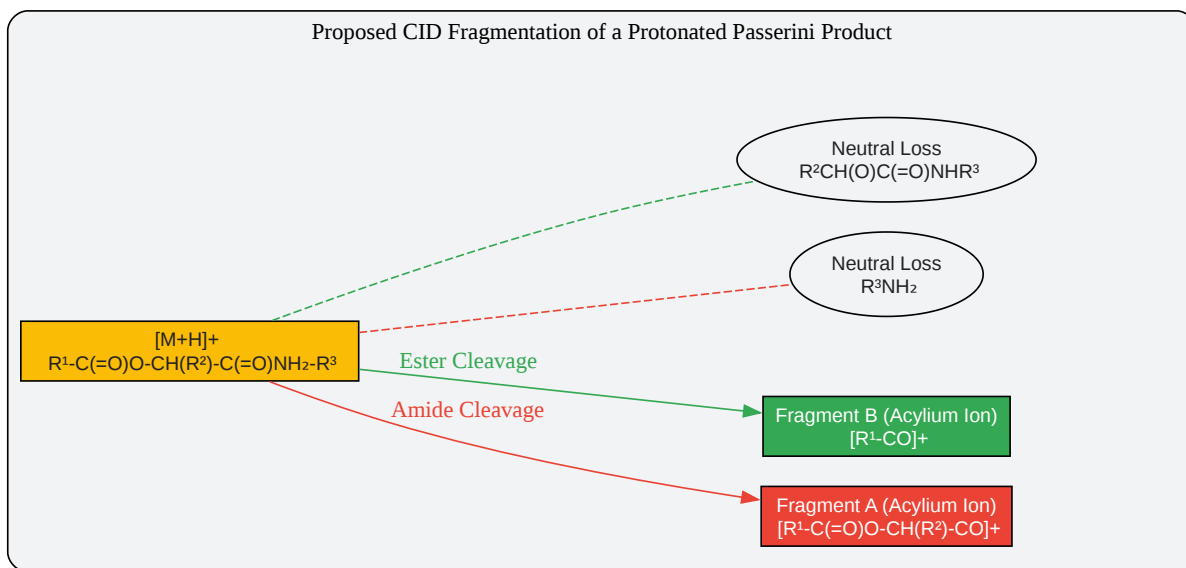 Proposed CID Fragmentation of a Protonated Passerini Product
Neutral Loss
R²CH(O)C(=O)NHR³
Neutral Loss
R³NH₂
[M+H]+
R¹-C(=O)O-CH(R²)-C(=O)NH₂-R³
Ester Cleavage
Amide Cleavage
Fragment B (Acylium Ion)
[R¹-CO]+
Fragment A (Acylium Ion)
[R¹-C(=O)O-CH(R²)-CO]+